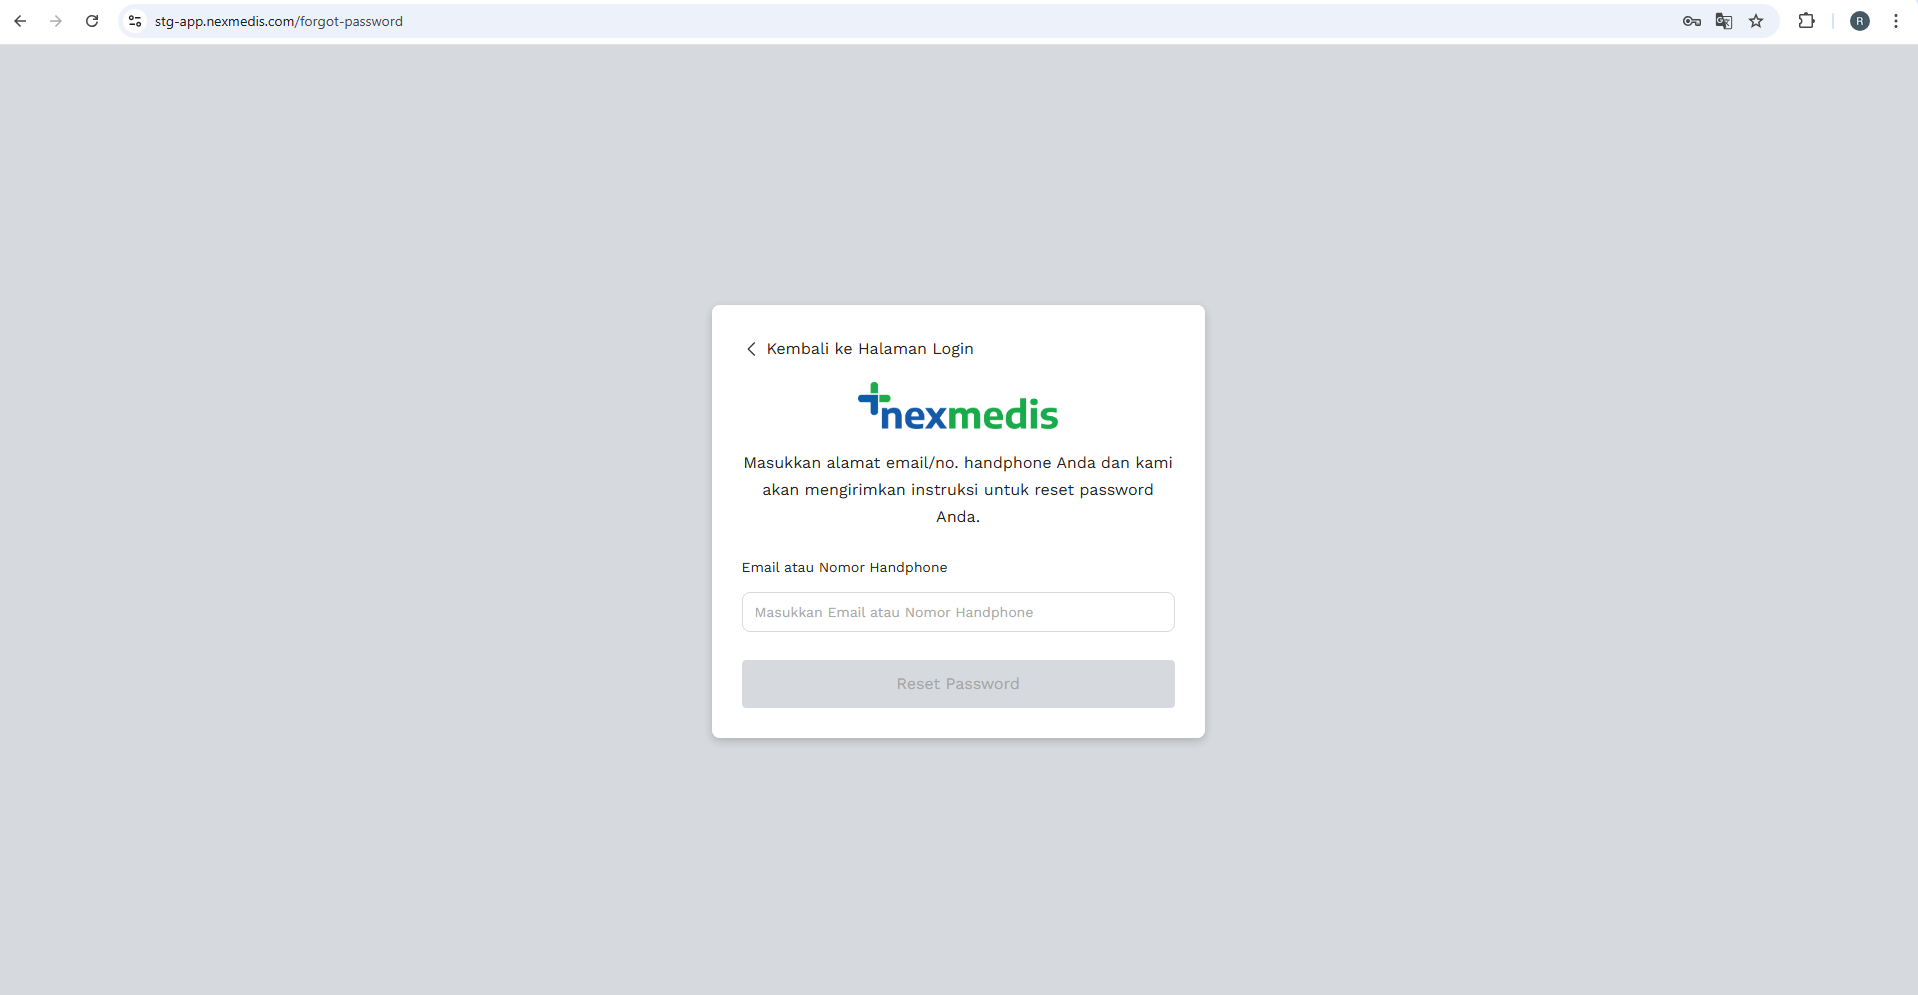 stg-app.nexmedis.com/forgot-password
R
Kembali ke Halaman Login
nexmedis
Masukkan alamat email/no. handphone Anda dan kami
akan mengirimkan instruksi untuk reset password
Anda.
Email atau Nomor Handphone
Masukkan Email atau Nomor Handphone
Reset Password